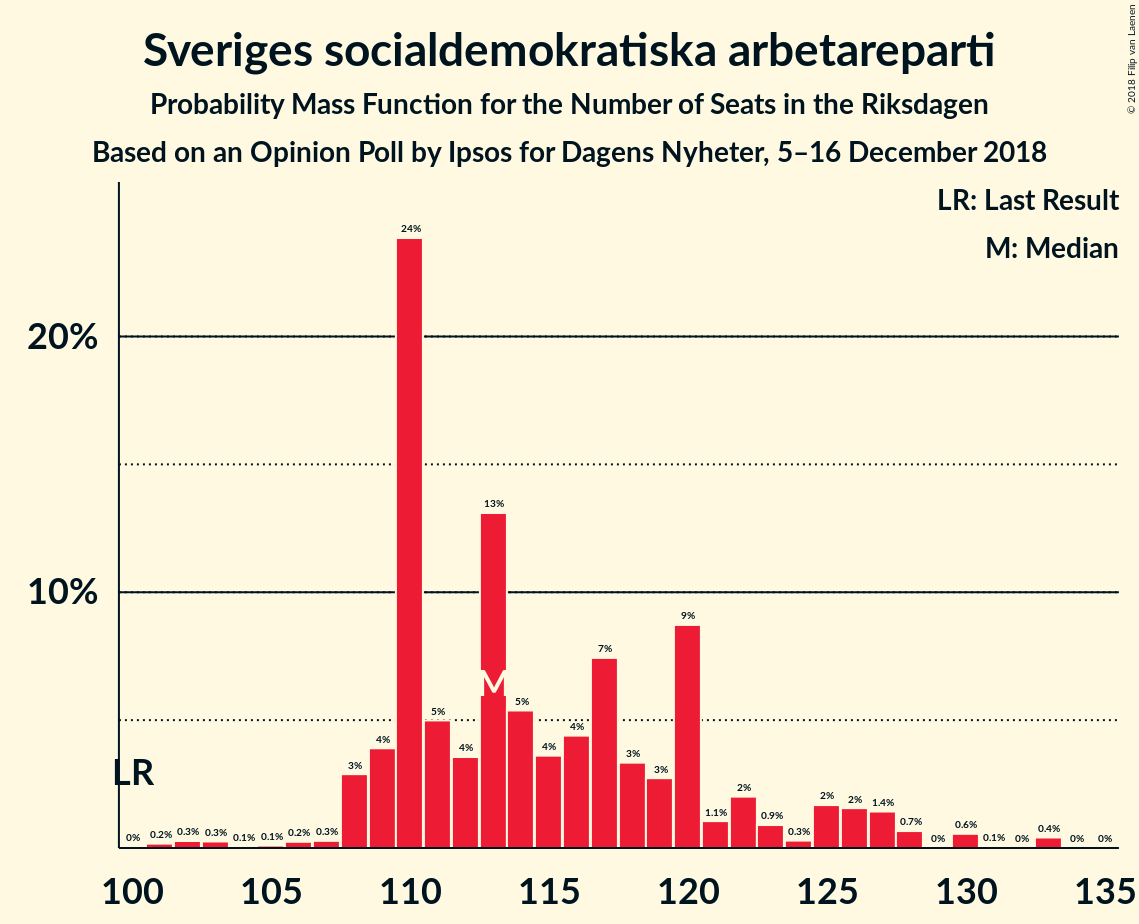 Sveriges socialdemokratiska arbetareparti
Probability Mass Function for the Number of Seats in the Riksdagen
Based on an Opinion Poll by Ipsos for Dagens Nyheter, 5–16 December 2018
© 2018 Filip van Laenen
LR: Last Result
M: Median
20%
10%
LR
M
0% 0.2% 0.3% 0.3% 0.1% 0.1% 0.2% 0.3% 3% 4% 24% 5% 4% 13% 5% 4% 4% 7% 3% 3% 9% 1.1% 2% 0.9% 0.3% 2% 2% 1.4% 0.7% 0% 0.6% 0.1% 0% 0.4% 0% 0%
100 105 110 115 120 125 130 135